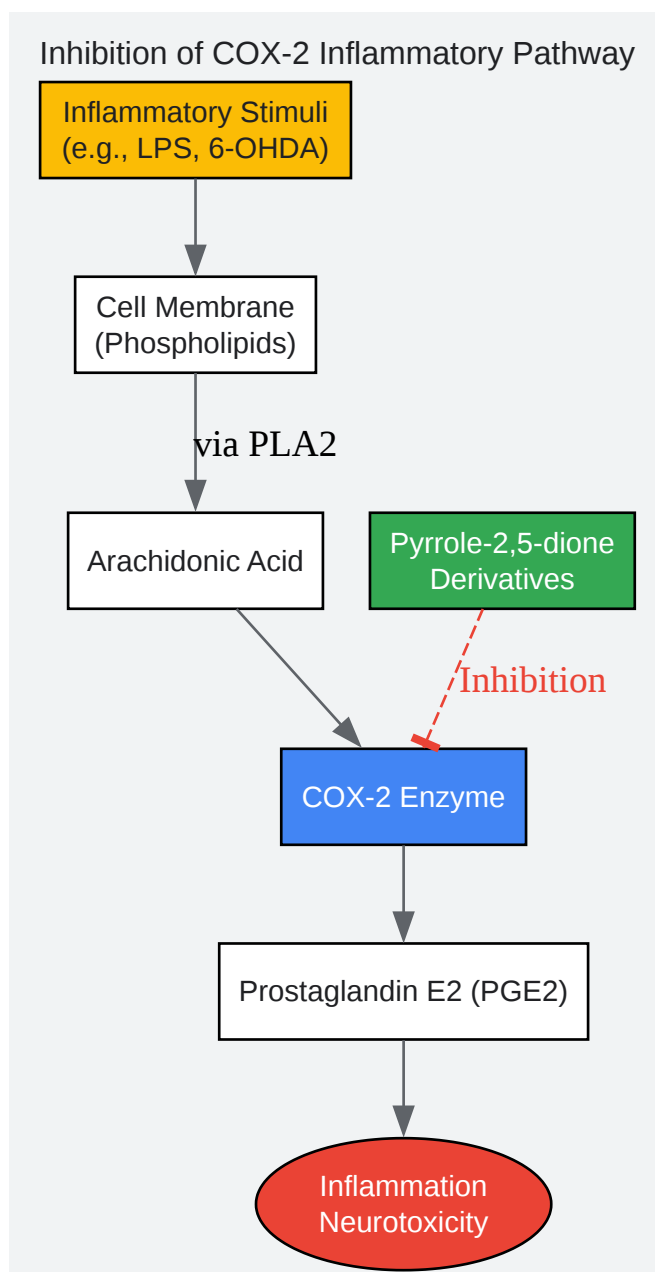 Inhibition of COX-2 Inflammatory Pathway
Inflammatory Stimuli
(e.g., LPS, 6-OHDA)
Cell Membrane
(Phospholipids)
via PLA2
Arachidonic Acid
Pyrrole-2,5-dione
Derivatives
Inhibition
COX-2 Enzyme
Prostaglandin E2 (PGE2)
Inflammation
Neurotoxicity